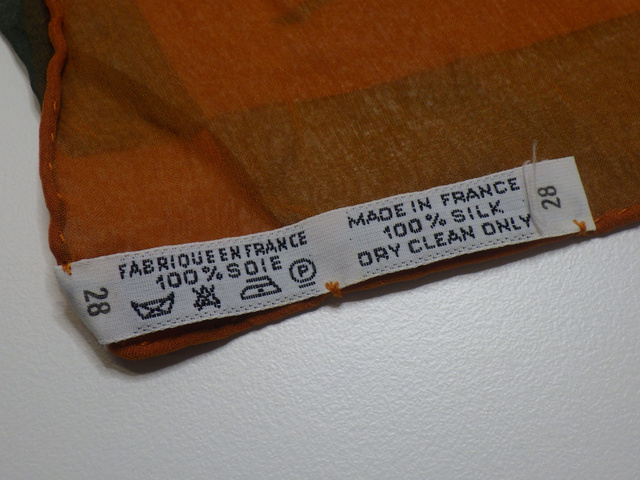 28
FABRIQUE EN FRANCE
100% SOIE
P
MADE IN FRANCE
100% SILK
DRY CLEAN ONLY
28